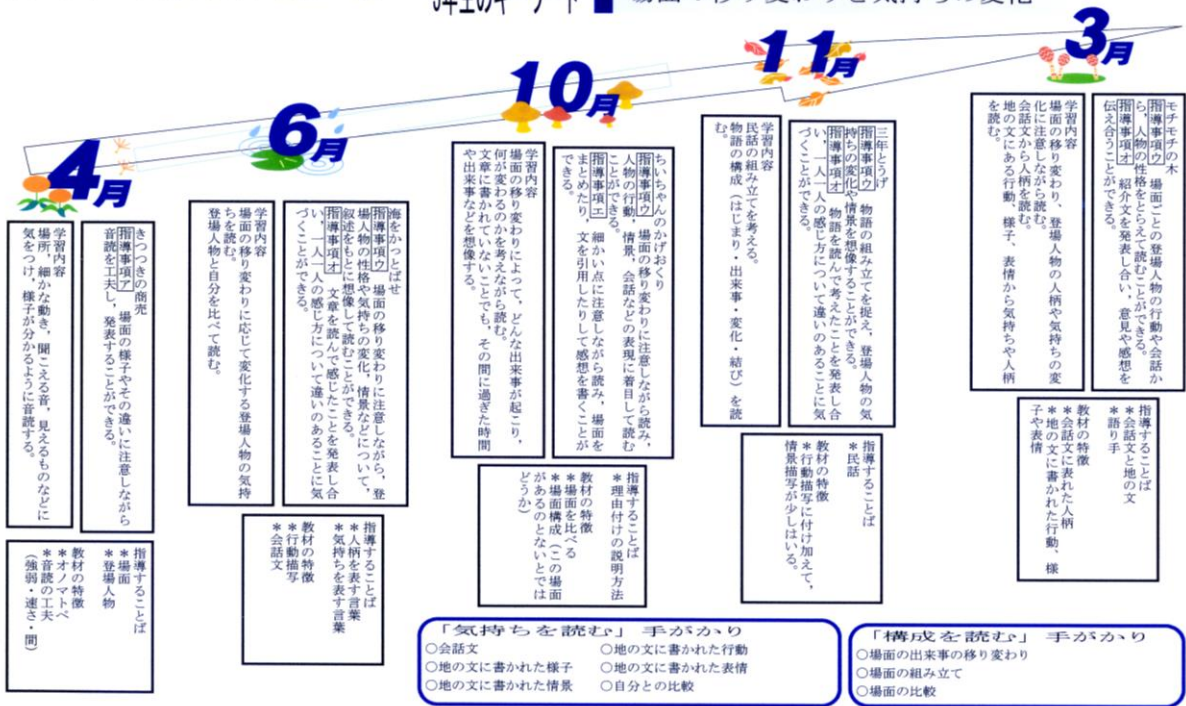 3年生のキーワード ■ 場面の移り変わりと気持ちの変化
4月
きつつきの商売
指導事項ア 場面の様子やその違いに注意しながら
音読を工夫し、発表することができる。
学習内容
場所、細かな動き、聞こえる音、見えるものなどに
気をつけ、様子が分かるように音読する。
指導することば
*場面
*登場人物
教材の特徴
*オノマトペ
*音読の工夫
(強弱・速さ・間)
6月
海をかっとばせ
指導事項ウ 場面の移り変わりに注意しながら、登
場人物の性格や気持ちの変化、情景などについて、
叙述をもとに想像して読むことができる。
指導事項オ 文章を読んで感じたことを発表し合
い、一人一人の感じ方について違いのあることに気
づくことができる。
学習内容
場面の移り変わりに応じて変化する登場人物の気持
ちを読む。
登場人物と自分を比べて読む。
指導することば
*人柄を表す言葉
*気持ちを表す言葉
教材の特徴
*行動描写
*会話文
10月
ちいちゃんのかげおくり
指導事項ウ 場面の移り変わりに注意しながら読み、
人物の行動、情景、会話などの表現に着目して読む
ことができる。
指導事項エ 細かい点に注意しながら読み、場面を
まとめたり、文を引用したりして感想を書くことが
できる。
学習内容
場面の移り変わりによって、どんな出来事が起こり、
何が変わるのかを考えながら読む。
文章に書かれていないことでも、その間に過ぎた時間
や出来事などを想像する。
指導することば
*理由付けの説明方法
教材の特徴
*場面を比べる
*場面構成(この場面
があるのとないとでは
どうか)
11月
三年とうげ
指導事項ウ 物語の組み立てを捉え、登場人物の気
持ちの変化や情景を想像することができる。
指導事項オ 物語を読んで考えたことを発表し合
い、一人一人の感じ方について違いのあることに気
づくことができる。
学習内容
民話の組み立てを考える。
物語の構成(はじまり・出来事・変化・結び)を読
む。
指導することば
*民話
教材の特徴
*行動描写に付け加えて、
情景描写が少しはいる。
3月
モチモチの木
指導事項ウ 場面ごとの登場人物の行動や会話か
ら、人物の性格をとらえて読むことができる。
指導事項オ 紹介文を発表し合い、意見や感想を
伝え合うことができる。
学習内容
場面の移り変わり、登場人物の人柄や気持ちの変
化に注意しながら読む。
会話文から人柄を読む。
地の文にある行動、様子、表情から気持ちや人柄
を読む。
指導することば
*会話文と地の文
*語り手
教材の特徴
*会話文に表れた人柄
*地の文に書かれた行動、様
子や表情
「気持ちを読む」手がかり
○会話文 ○地の文に書かれた行動
○地の文に書かれた様子 ○地の文に書かれた表情
○地の文に書かれた情景 ○自分との比較
「構成を読む」手がかり
○場面の出来事の移り変わり
○場面の組み立て
○場面の比較